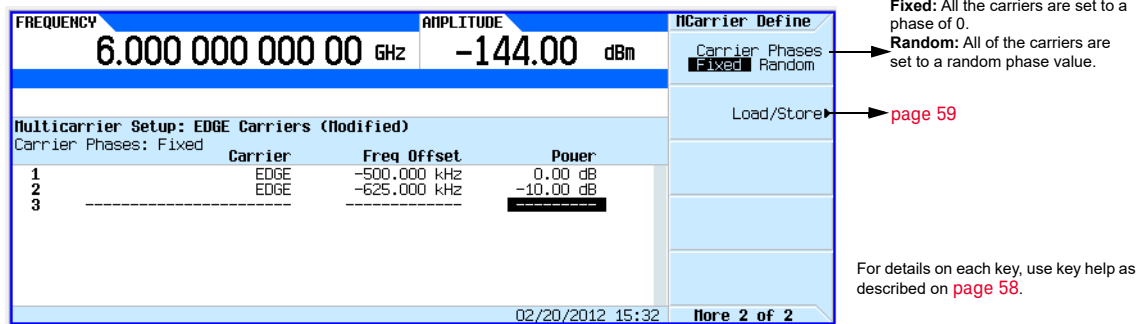 FREQUENCY AMPLITUDE MCarrier Define
6.000 000 000 00 GHz -144.00 dBm
Carrier Phases
Fixed Random
Fixed: All the carriers are set to a
phase of 0.
Random: All of the carriers are
set to a random phase value.
Load/Store
page 59
Multicarrier Setup: EDGE Carriers (Modified)
Carrier Phases: Fixed
Carrier Freq Offset Power
1 EDGE -500.000 kHz 0.00 dB
2 EDGE -625.000 kHz -10.00 dB
3 ----------------------- ------------- ---------
For details on each key, use key help as
described on page 58.
02/20/2012 15:32 More 2 of 2